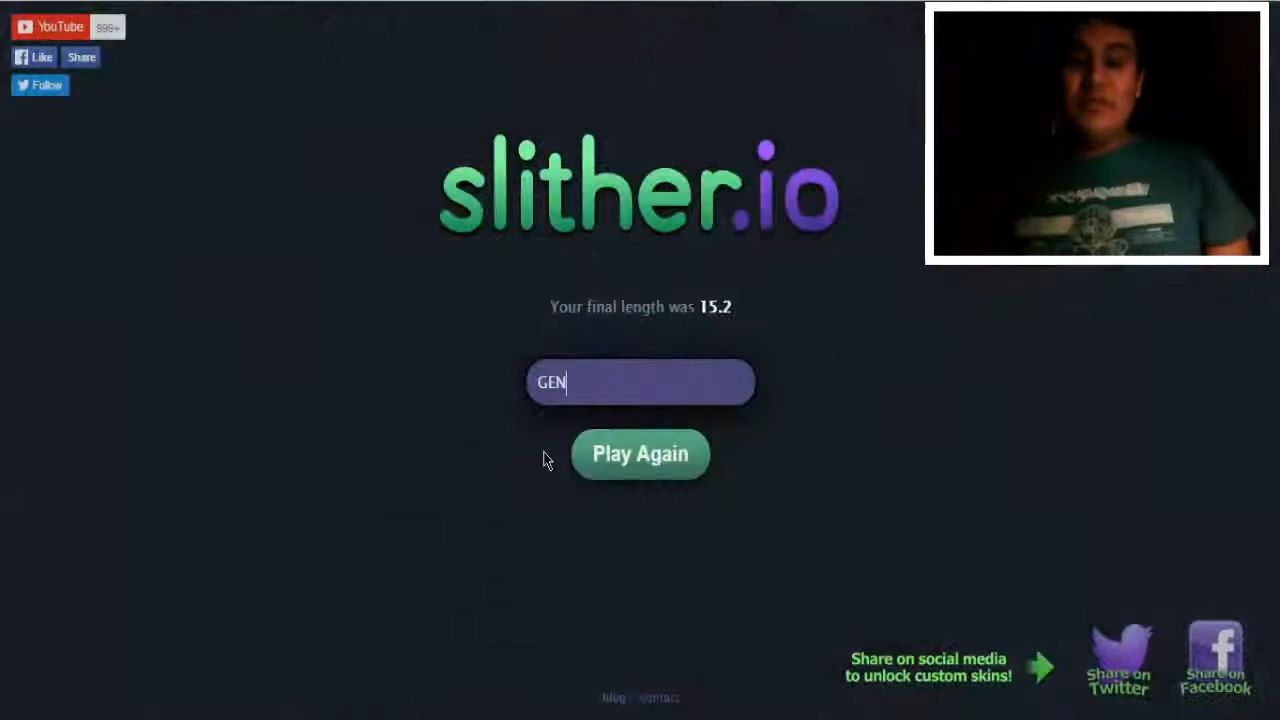 YouTube 999+
Like Share
Follow
slither.io
Your final length was 15.2
GEN
Play Again
Share on social media
to unlock custom skins!
Share on
Twitter
Share on
Facebook
blog contact